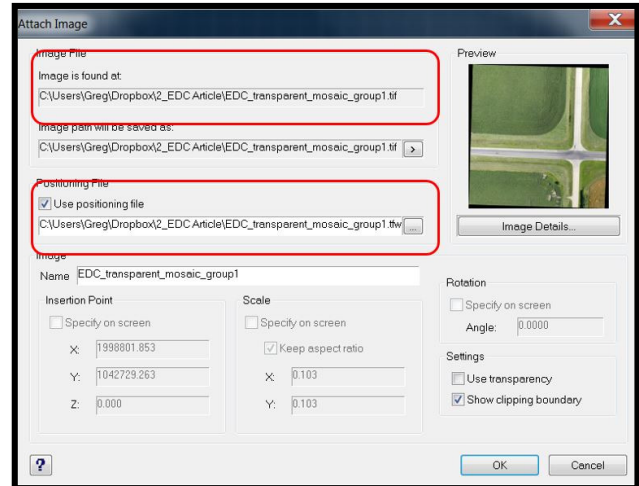 Attach Image
X
Image File
Image is found at:
C:\Users\Greg\Dropbox\2_EDC Article\EDC_transparent_mosaic_group1.tif
Image path will be saved as:
C:\Users\Greg\Dropbox\2_EDC Article\EDC_transparent_mosaic_group1.tif >
Positioning File
Use positioning file
C:\Users\Greg\Dropbox\2_EDC Article\EDC_transparent_mosaic_group1.tfw ...
Preview
Image Details...
Image
Name EDC_transparent_mosaic_group1
Insertion Point
Specify on screen
X: 1998801.853
Y: 1042729.263
Z: 0.000
Scale
Specify on screen
Keep aspect ratio
X: 0.103
Y: 0.103
Rotation
Specify on screen
Angle: 0.0000
Settings
Use transparency
Show clipping boundary
?
OK
Cancel